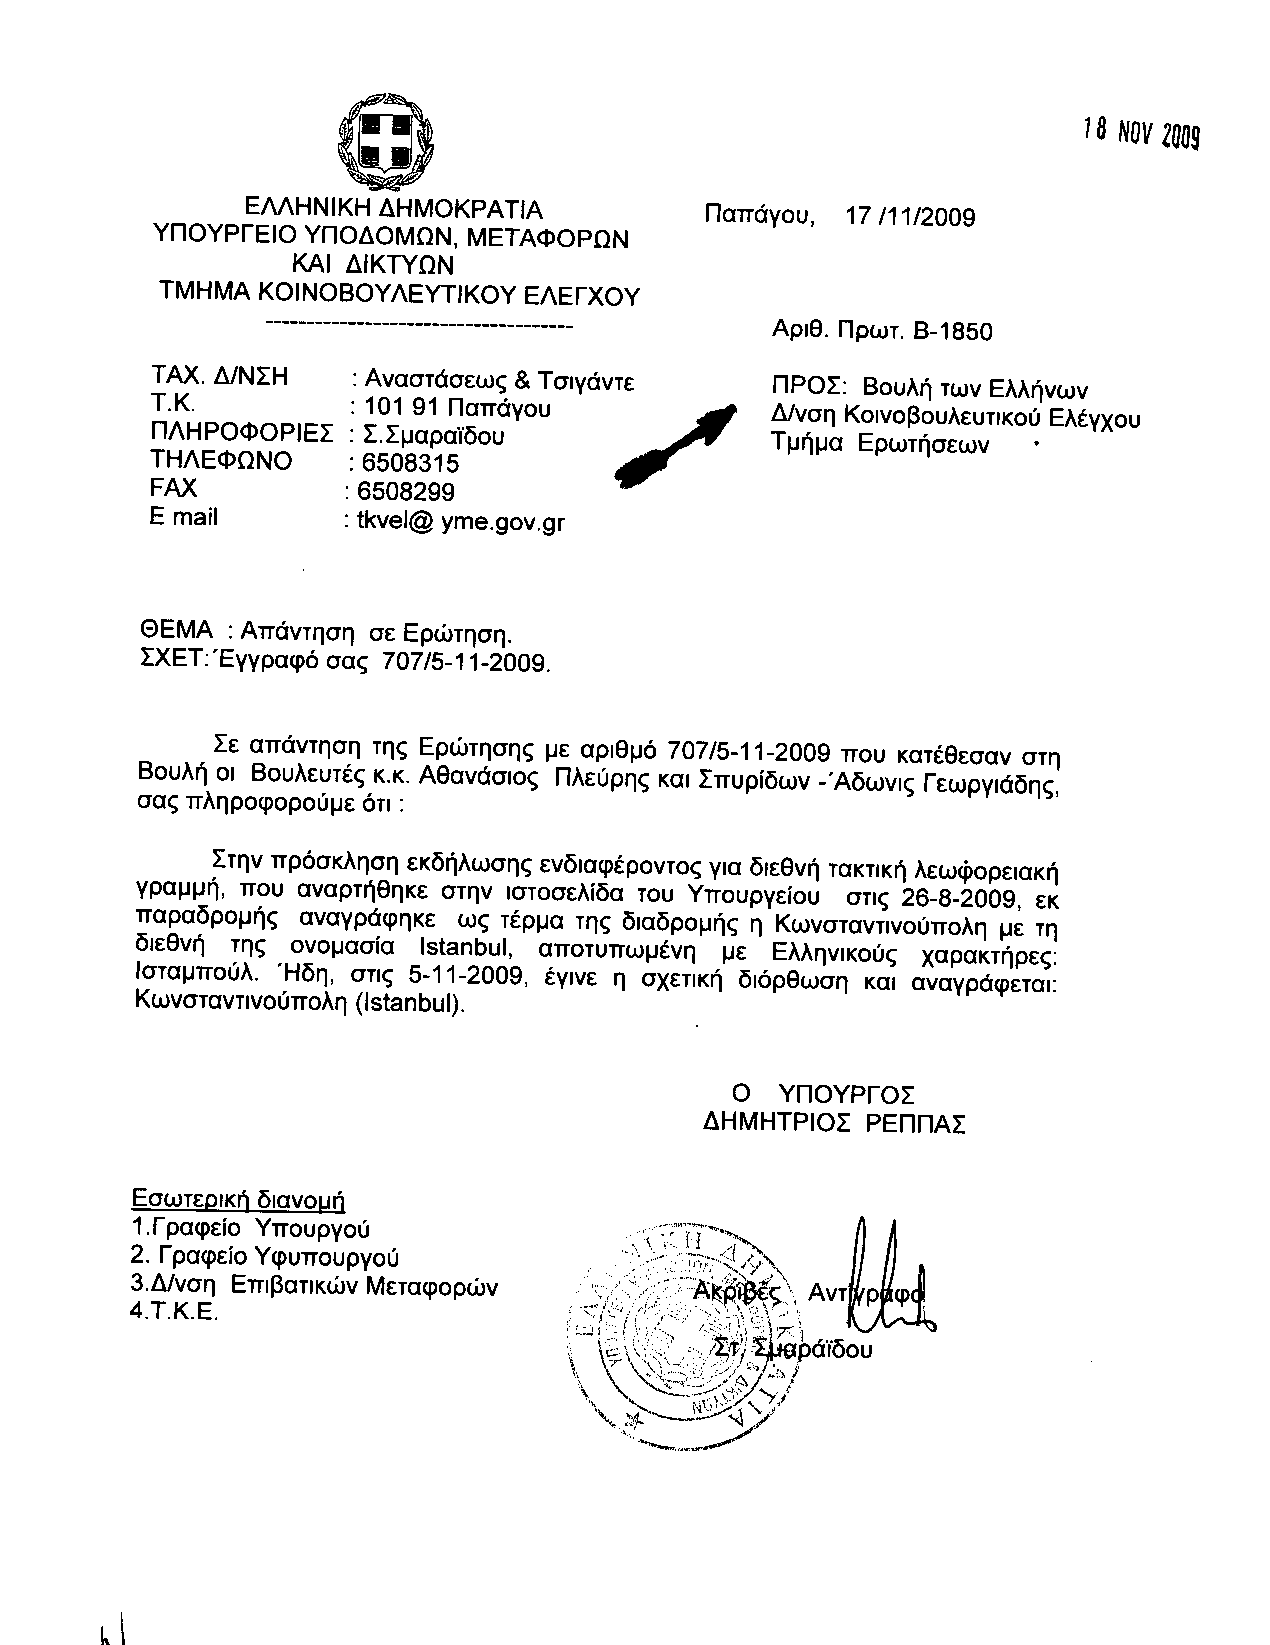 18 NOV 2009
ΕΛΛΗΝΙΚΗ ΔΗΜΟΚΡΑΤΙΑ
ΥΠΟΥΡΓΕΙΟ ΥΠΟΔΟΜΩΝ, ΜΕΤΑΦΟΡΩΝ
ΚΑΙ ΔΙΚΤΥΩΝ
ΤΜΗΜΑ ΚΟΙΝΟΒΟΥΛΕΥΤΙΚΟΥ ΕΛΕΓΧΟΥ
-------------------------------------
Παπάγου, 17 /11/2009
Αριθ. Πρωτ. Β-1850
ΤΑΧ. Δ/ΝΣΗ : Αναστάσεως & Τσιγάντε
Τ.Κ. : 101 91 Παπάγου
ΠΛΗΡΟΦΟΡΙΕΣ : Σ.Σμαραϊδου
ΤΗΛΕΦΩΝΟ : 6508315
FAX : 6508299
E mail : tkvel@ yme.gov.gr
ΠΡΟΣ: Βουλή των Ελλήνων
Δ/νση Κοινοβουλευτικού Ελέγχου
Τμήμα Ερωτήσεων
ΘΕΜΑ : Απάντηση σε Ερώτηση.
ΣΧΕΤ:Έγγραφό σας 707/5-11-2009.
Σε απάντηση της Ερώτησης με αριθμό 707/5-11-2009 που κατέθεσαν στη
Βουλή οι Βουλευτές κ.κ. Αθανάσιος Πλεύρης και Σπυρίδων -Άδωνις Γεωργιάδης,
σας πληροφορούμε ότι :
Στην πρόσκληση εκδήλωσης ενδιαφέροντος για διεθνή τακτική λεωφορειακή
γραμμή, που αναρτήθηκε στην ιστοσελίδα του Υπουργείου στις 26-8-2009, εκ
παραδρομής αναγράφηκε ως τέρμα της διαδρομής η Κωνσταντινούπολη με τη
διεθνή της ονομασία Istanbul, αποτυπωμένη με Ελληνικούς χαρακτήρες:
Ισταμπούλ. Ήδη, στις 5-11-2009, έγινε η σχετική διόρθωση και αναγράφεται:
Κωνσταντινούπολη (Istanbul).
Ο ΥΠΟΥΡΓΟΣ
ΔΗΜΗΤΡΙΟΣ ΡΕΠΠΑΣ
Εσωτερική διανομή
1.Γραφείο Υπουργού
2. Γραφείο Υφυπουργού
3.Δ/νση Επιβατικών Μεταφορών
4.Τ.Κ.Ε.
Ακριβές Αντίγραφο
Στ. Σμαράϊδου
ΕΛΛΗΝΙΚΗ ΔΗΜΟΚΡΑΤΙΑ